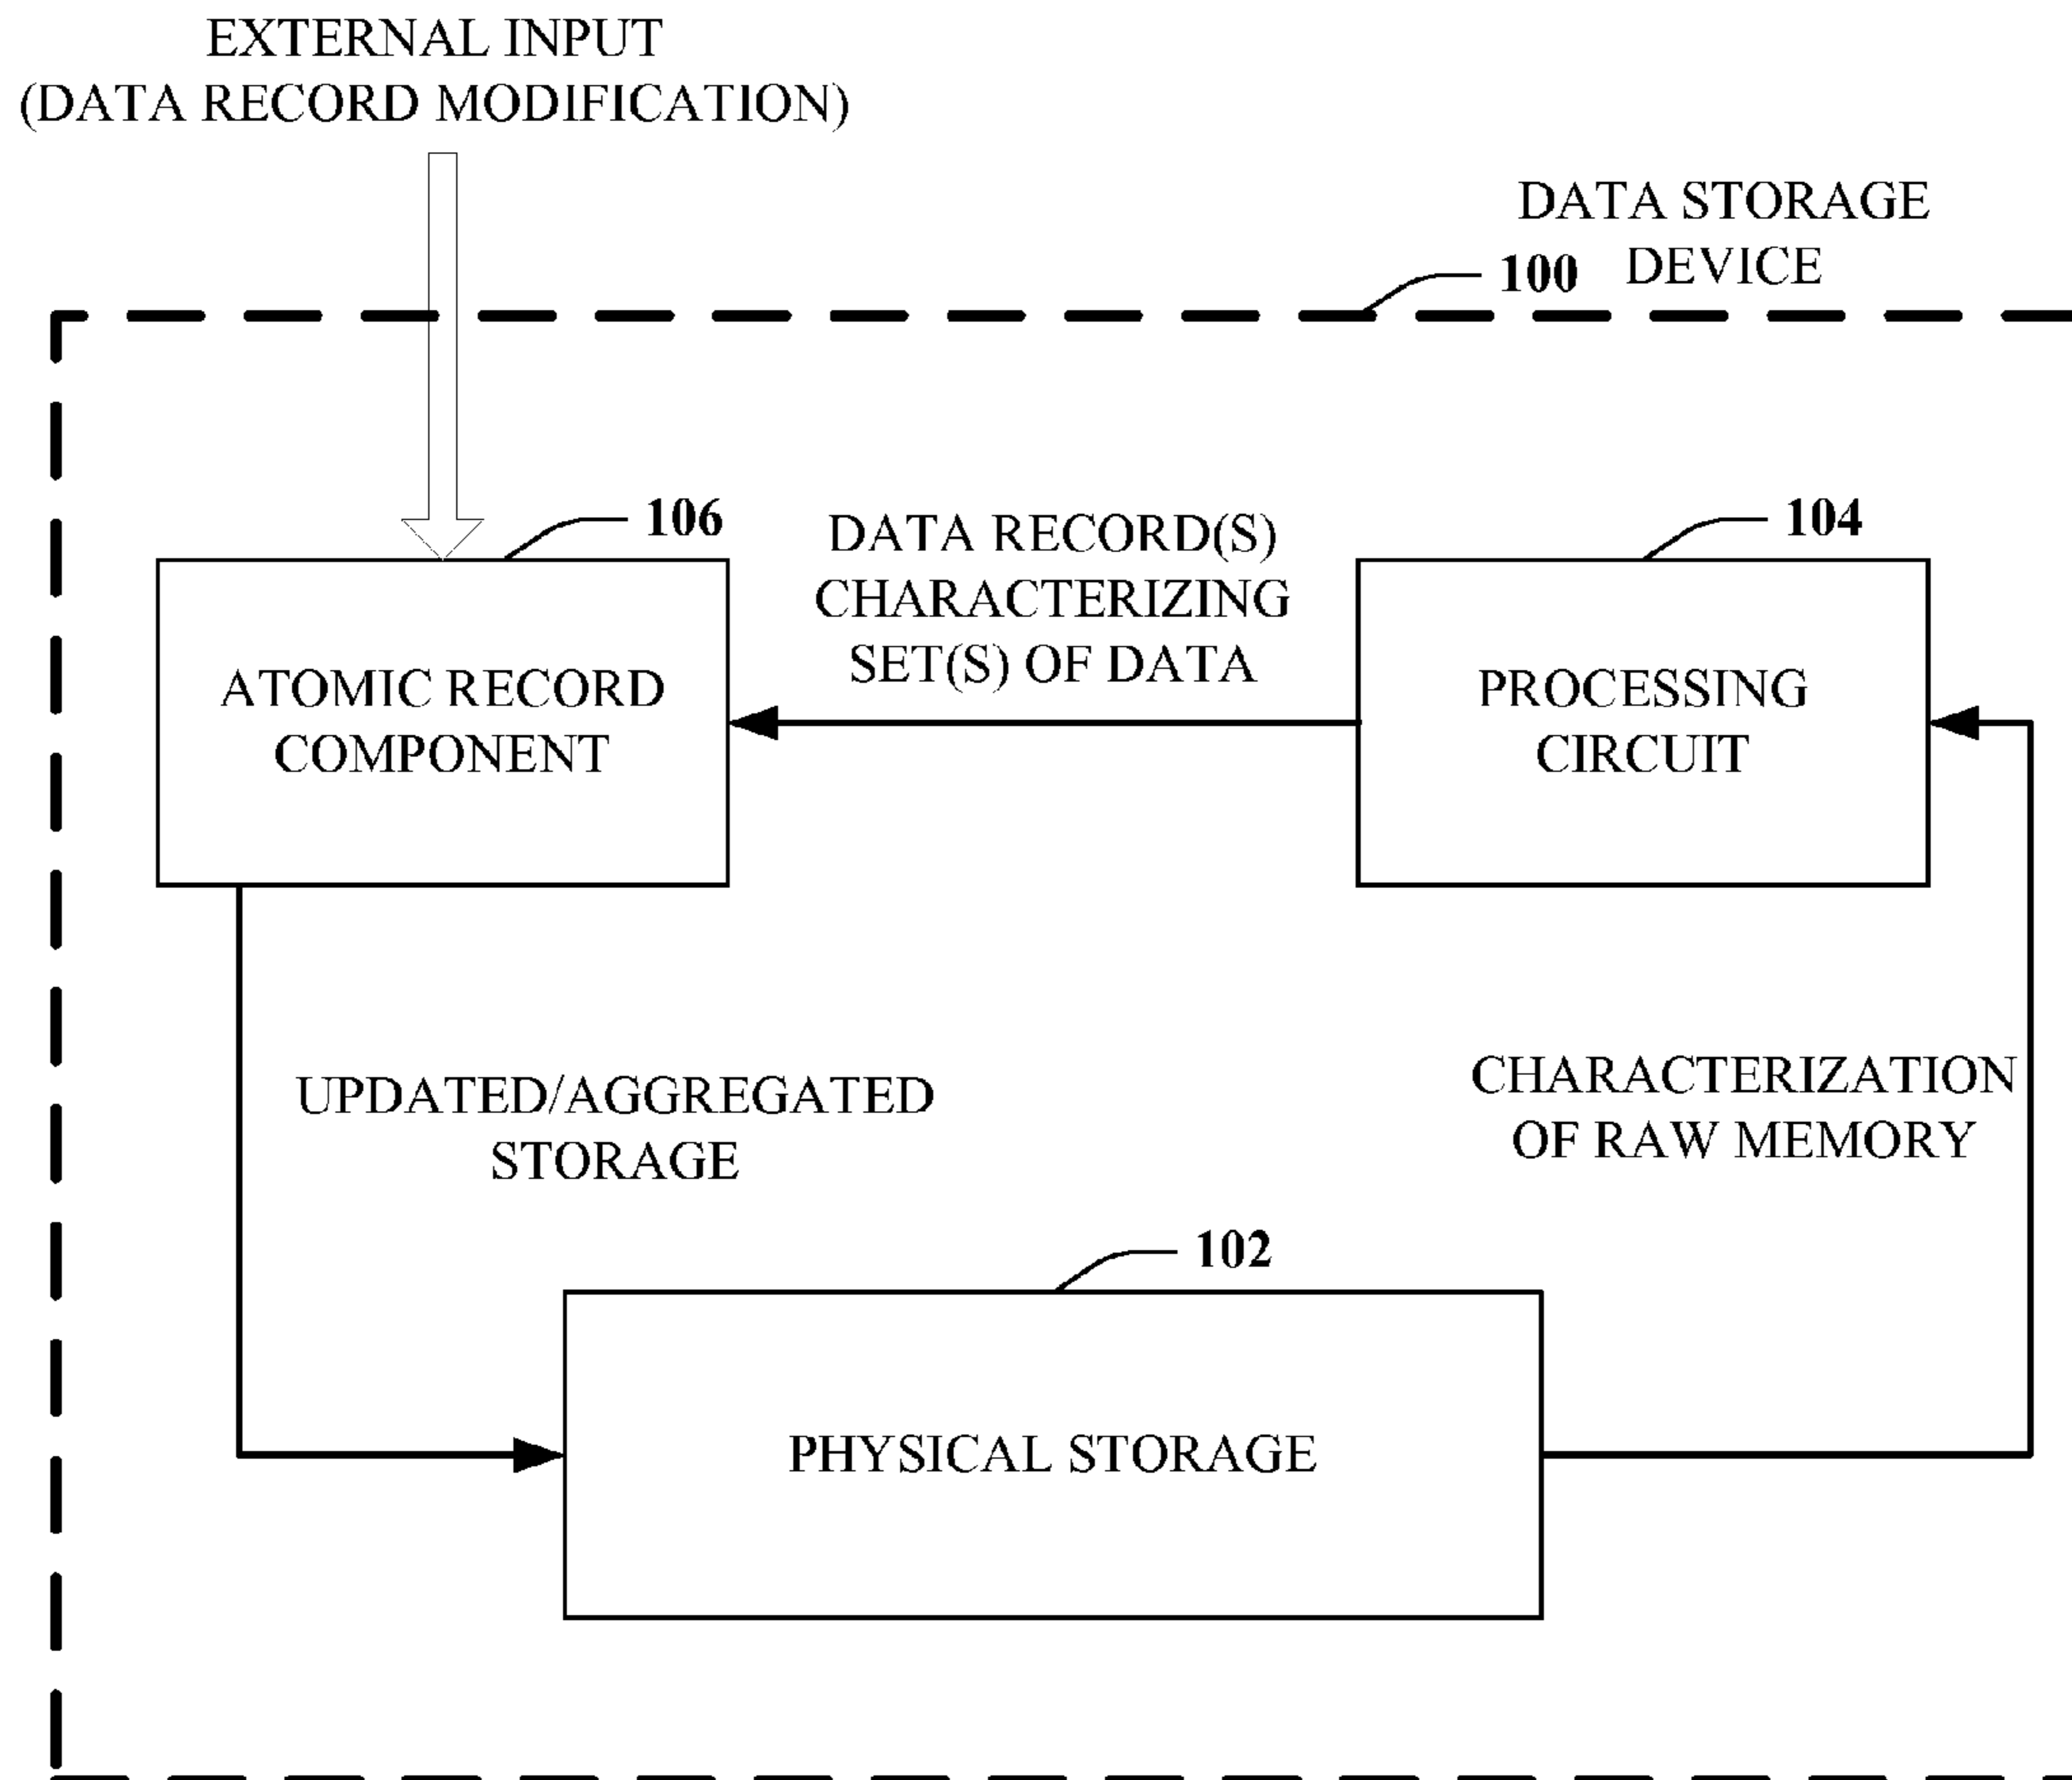 EXTERNAL INPUT
(DATA RECORD MODIFICATION)
DATA STORAGE
DEVICE
100
106
DATA RECORD(S)
CHARACTERIZING
SET(S) OF DATA
104
ATOMIC RECORD
COMPONENT
PROCESSING
CIRCUIT
UPDATED/AGGREGATED
STORAGE
CHARACTERIZATION
OF RAW MEMORY
102
PHYSICAL STORAGE